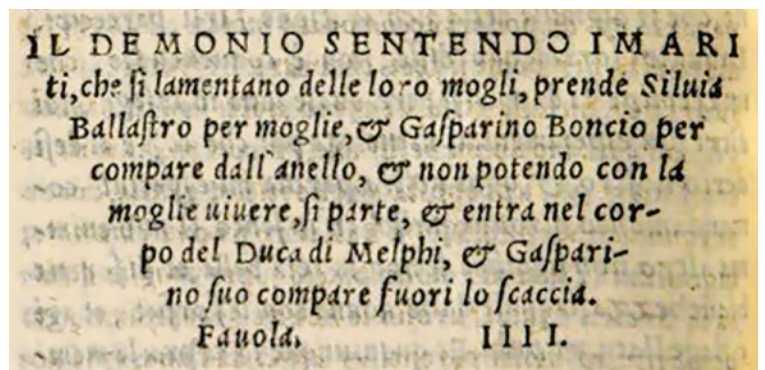 IL DEMONIO SENTENDO I MARI
ti, che ſi lamentano delle loro mogli, prende Siluia
Ballaſtro per moglie, & Gaſparino Boncio per
compare dall'anello, & non potendo con la
moglie uiuere, ſi parte, & entra nel cor-
po del Duca di Melphi, & Gaſpari-
no ſuo compare fuori lo ſcaccia.
Fauola. IIII.